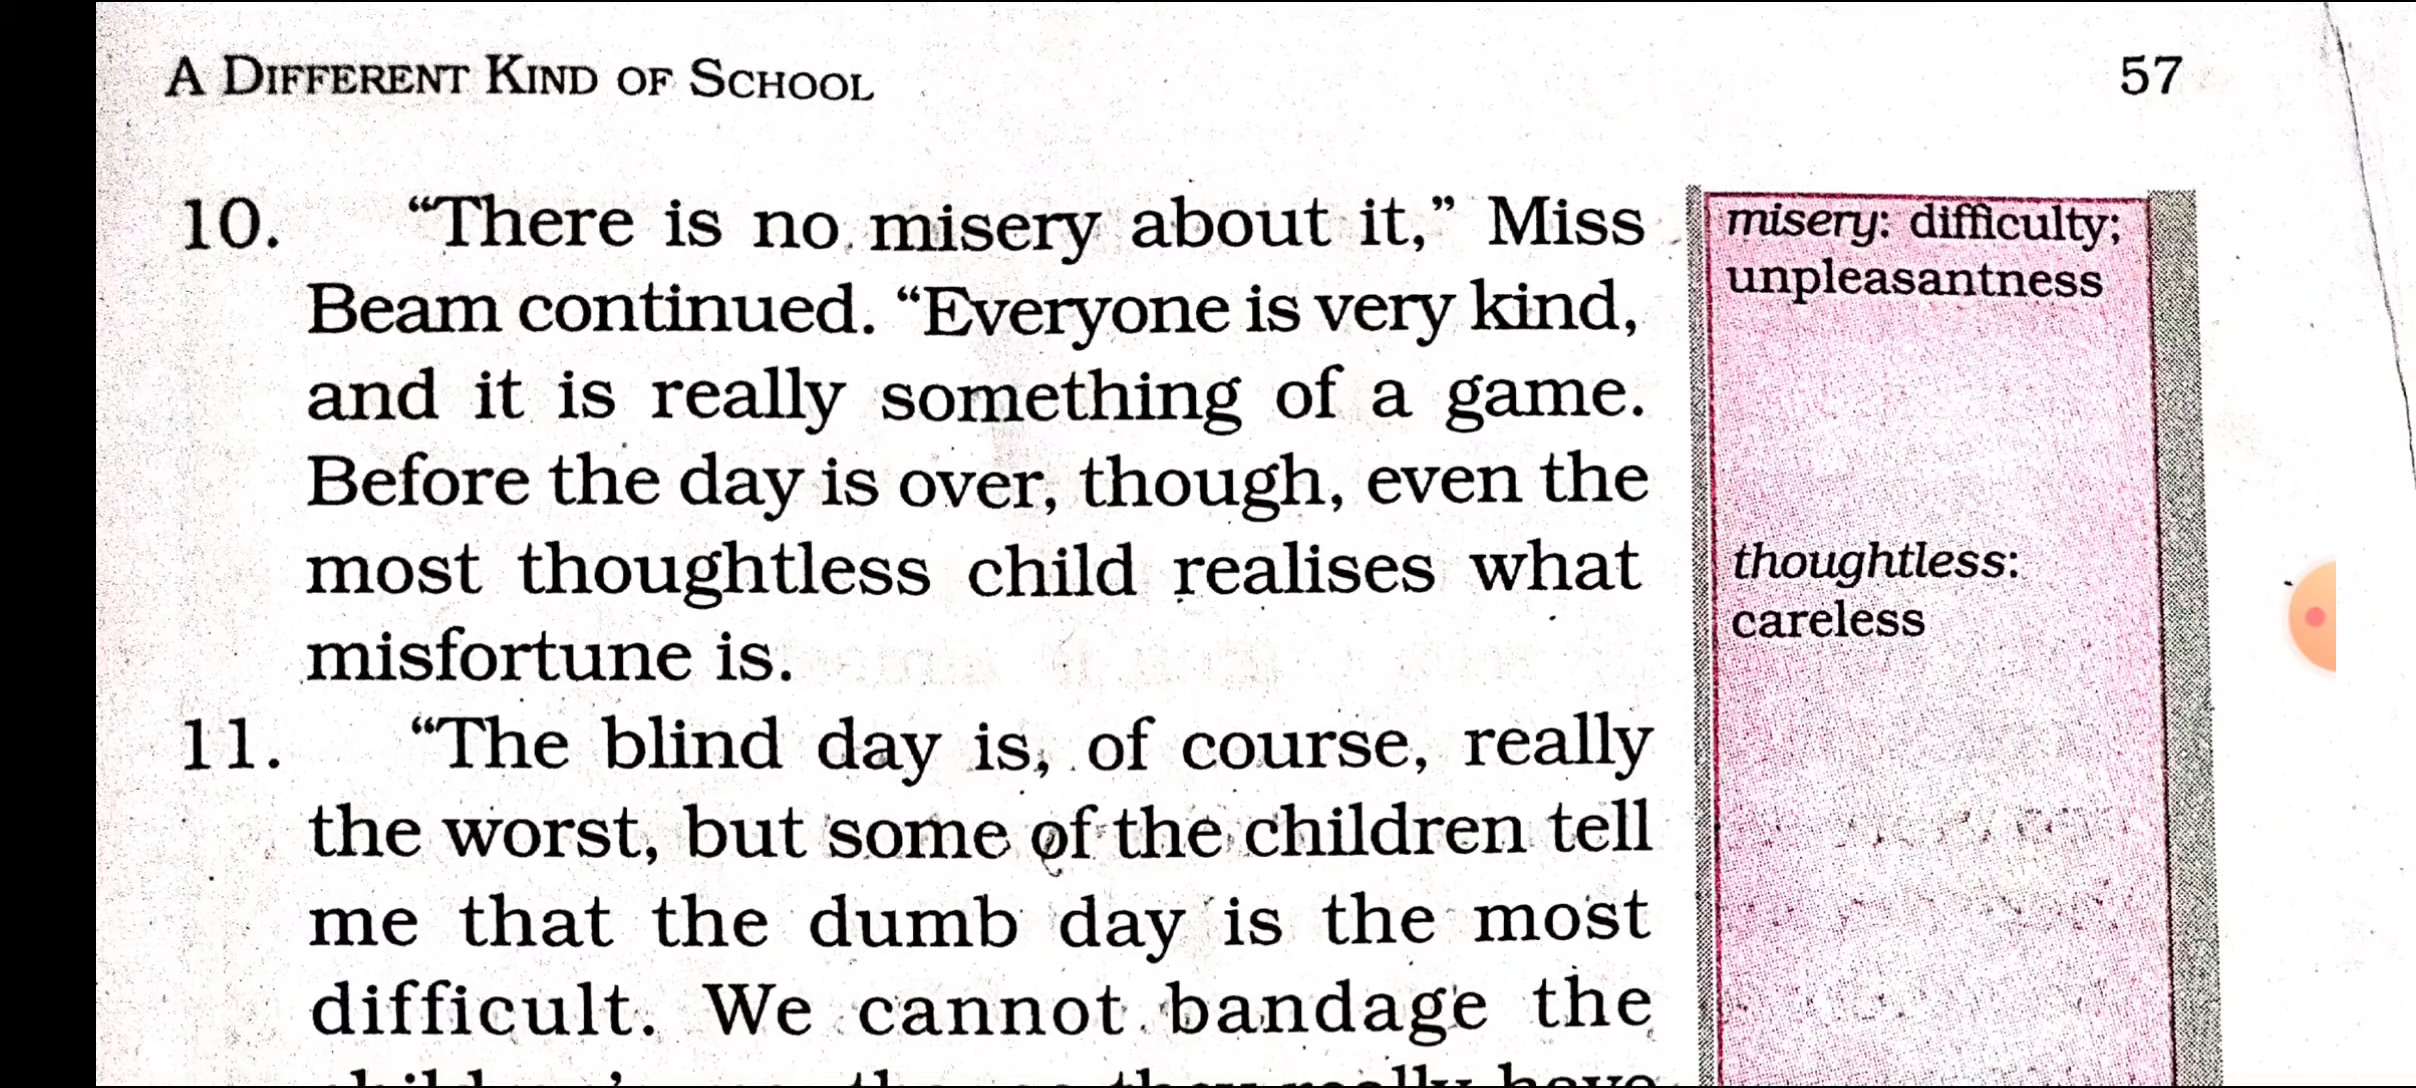 A DIFFERENT KIND OF SCHOOL 57
10. “There is no misery about it,” Miss
Beam continued. “Everyone is very kind,
and it is really something of a game.
Before the day is over, though, even the
most thoughtless child realises what
misfortune is.
11. “The blind day is, of course, really
the worst, but some of the children tell
me that the dumb day is the most
difficult. We cannot bandage the
misery: difficulty;
unpleasantness
thoughtless:
careless